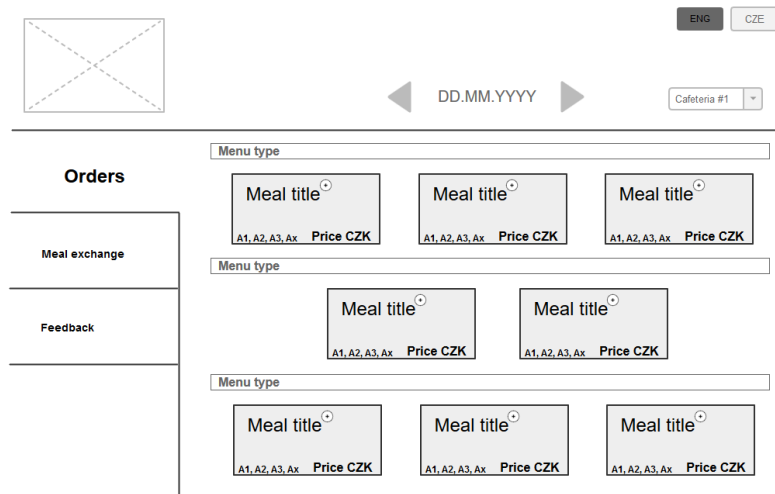 ENG CZE
DD.MM.YYYY
Cafeteria #1
Orders
Meal exchange
Feedback
Menu type
Meal title Meal title Meal title
A1, A2, A3, Ax Price CZK A1, A2, A3, Ax Price CZK A1, A2, A3, Ax Price CZK
Menu type
Meal title Meal title
A1, A2, A3, Ax Price CZK A1, A2, A3, Ax Price CZK
Menu type
Meal title Meal title Meal title
A1, A2, A3, Ax Price CZK A1, A2, A3, Ax Price CZK A1, A2, A3, Ax Price CZK